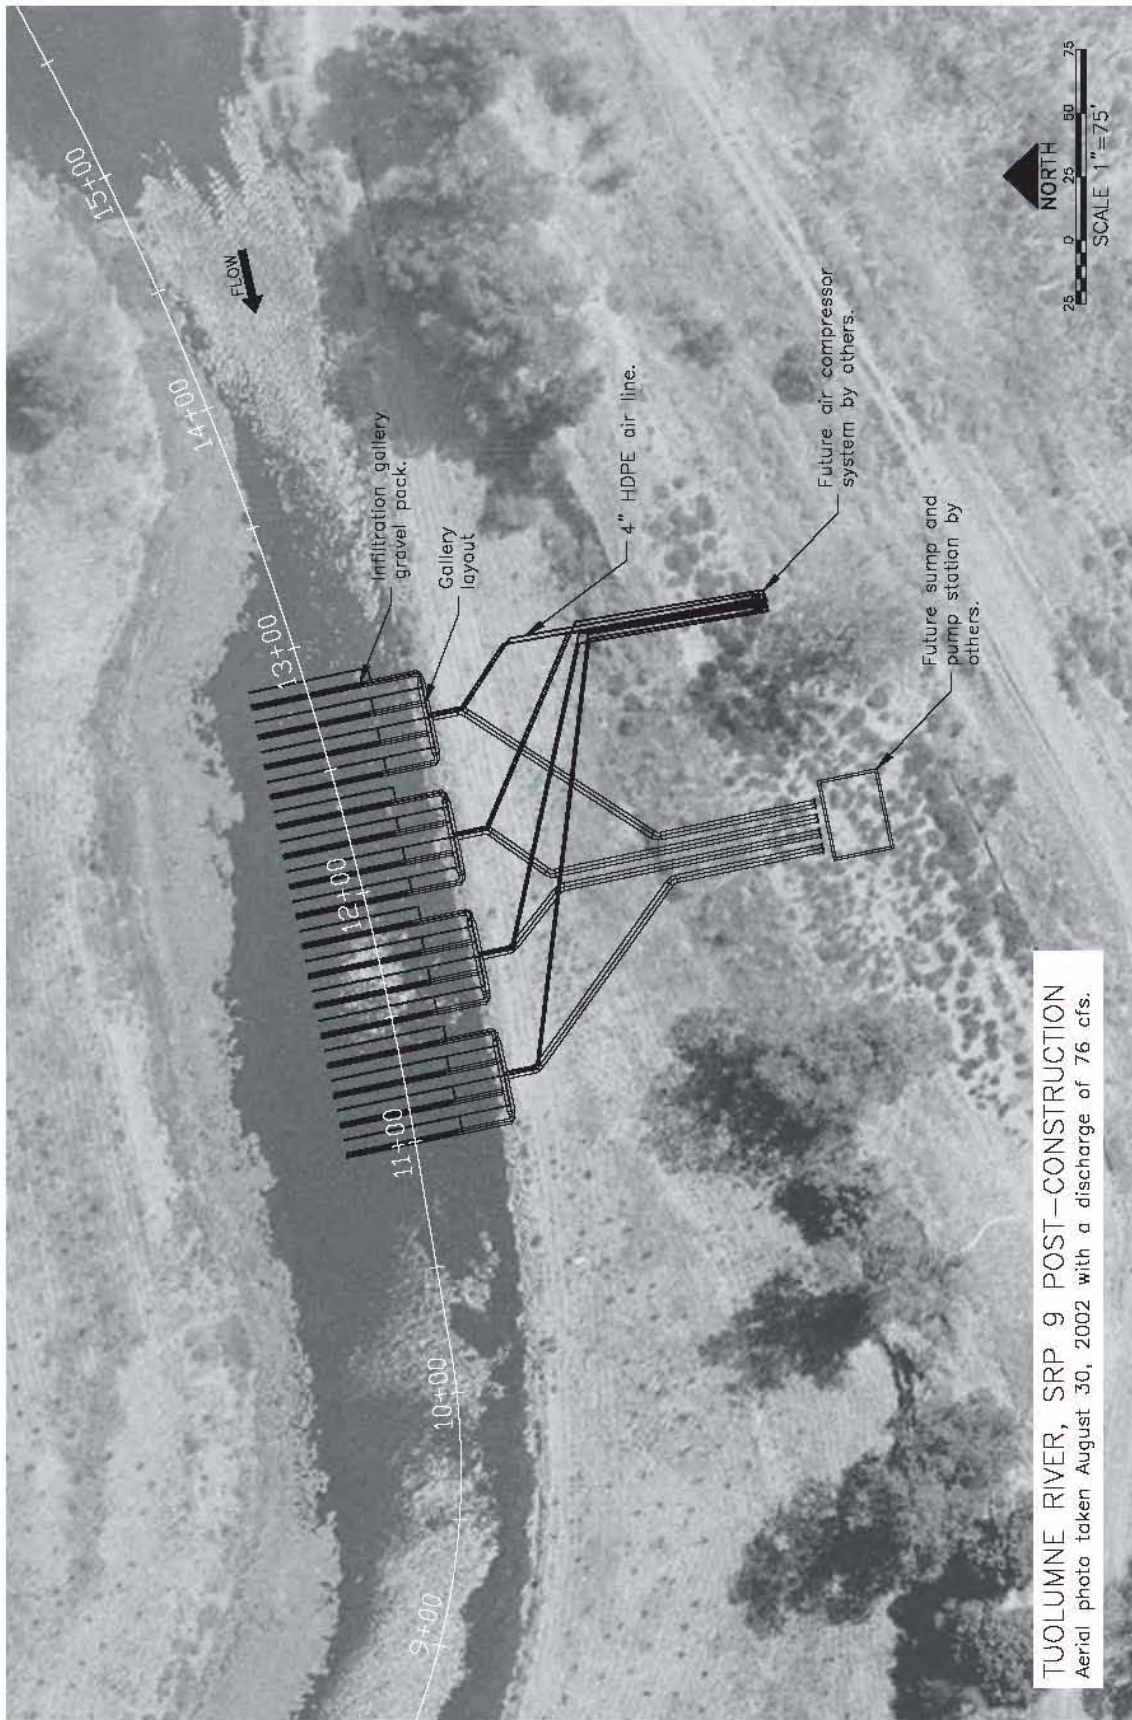 15+00
FLOW
14+00
Infiltration gallery
gravel pack.
13+00
Gallery
layout
4" HDPE air line.
12+00
Future air compressor
system by others.
Future sump and
pump station by
others.
11+00
10+00
9+00
NORTH
25 0 25 50 75
SCALE 1"=75'
TUOLUMNE RIVER, SRP 9 POST-CONSTRUCTION
Aerial photo taken August 30, 2002 with a discharge of 76 cfs.